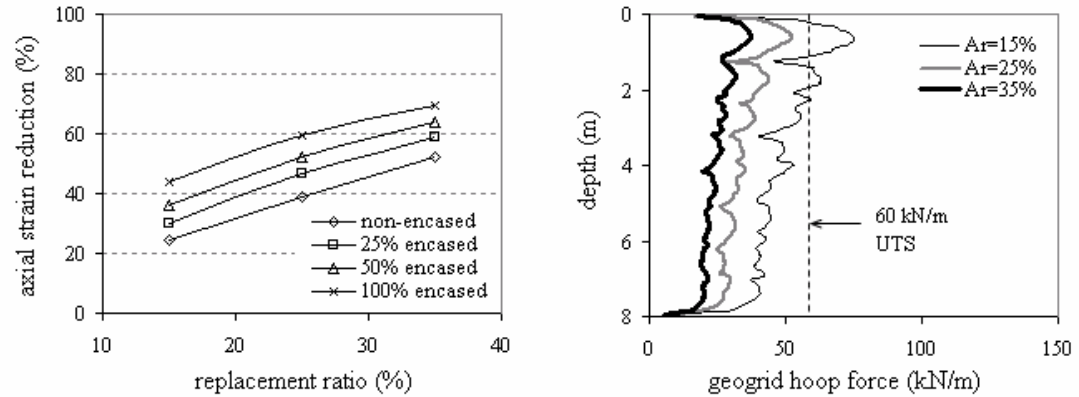 100
80
60
40
20
0
axial strain reduction (%)
non-encased
25% encased
50% encased
100% encased
10
20
30
40
replacement ratio (%)
0
2
4
6
8
depth (m)
Ar=15%
Ar=25%
Ar=35%
60 kN/m
UTS
0
50
100
150
geogrid hoop force (kN/m)